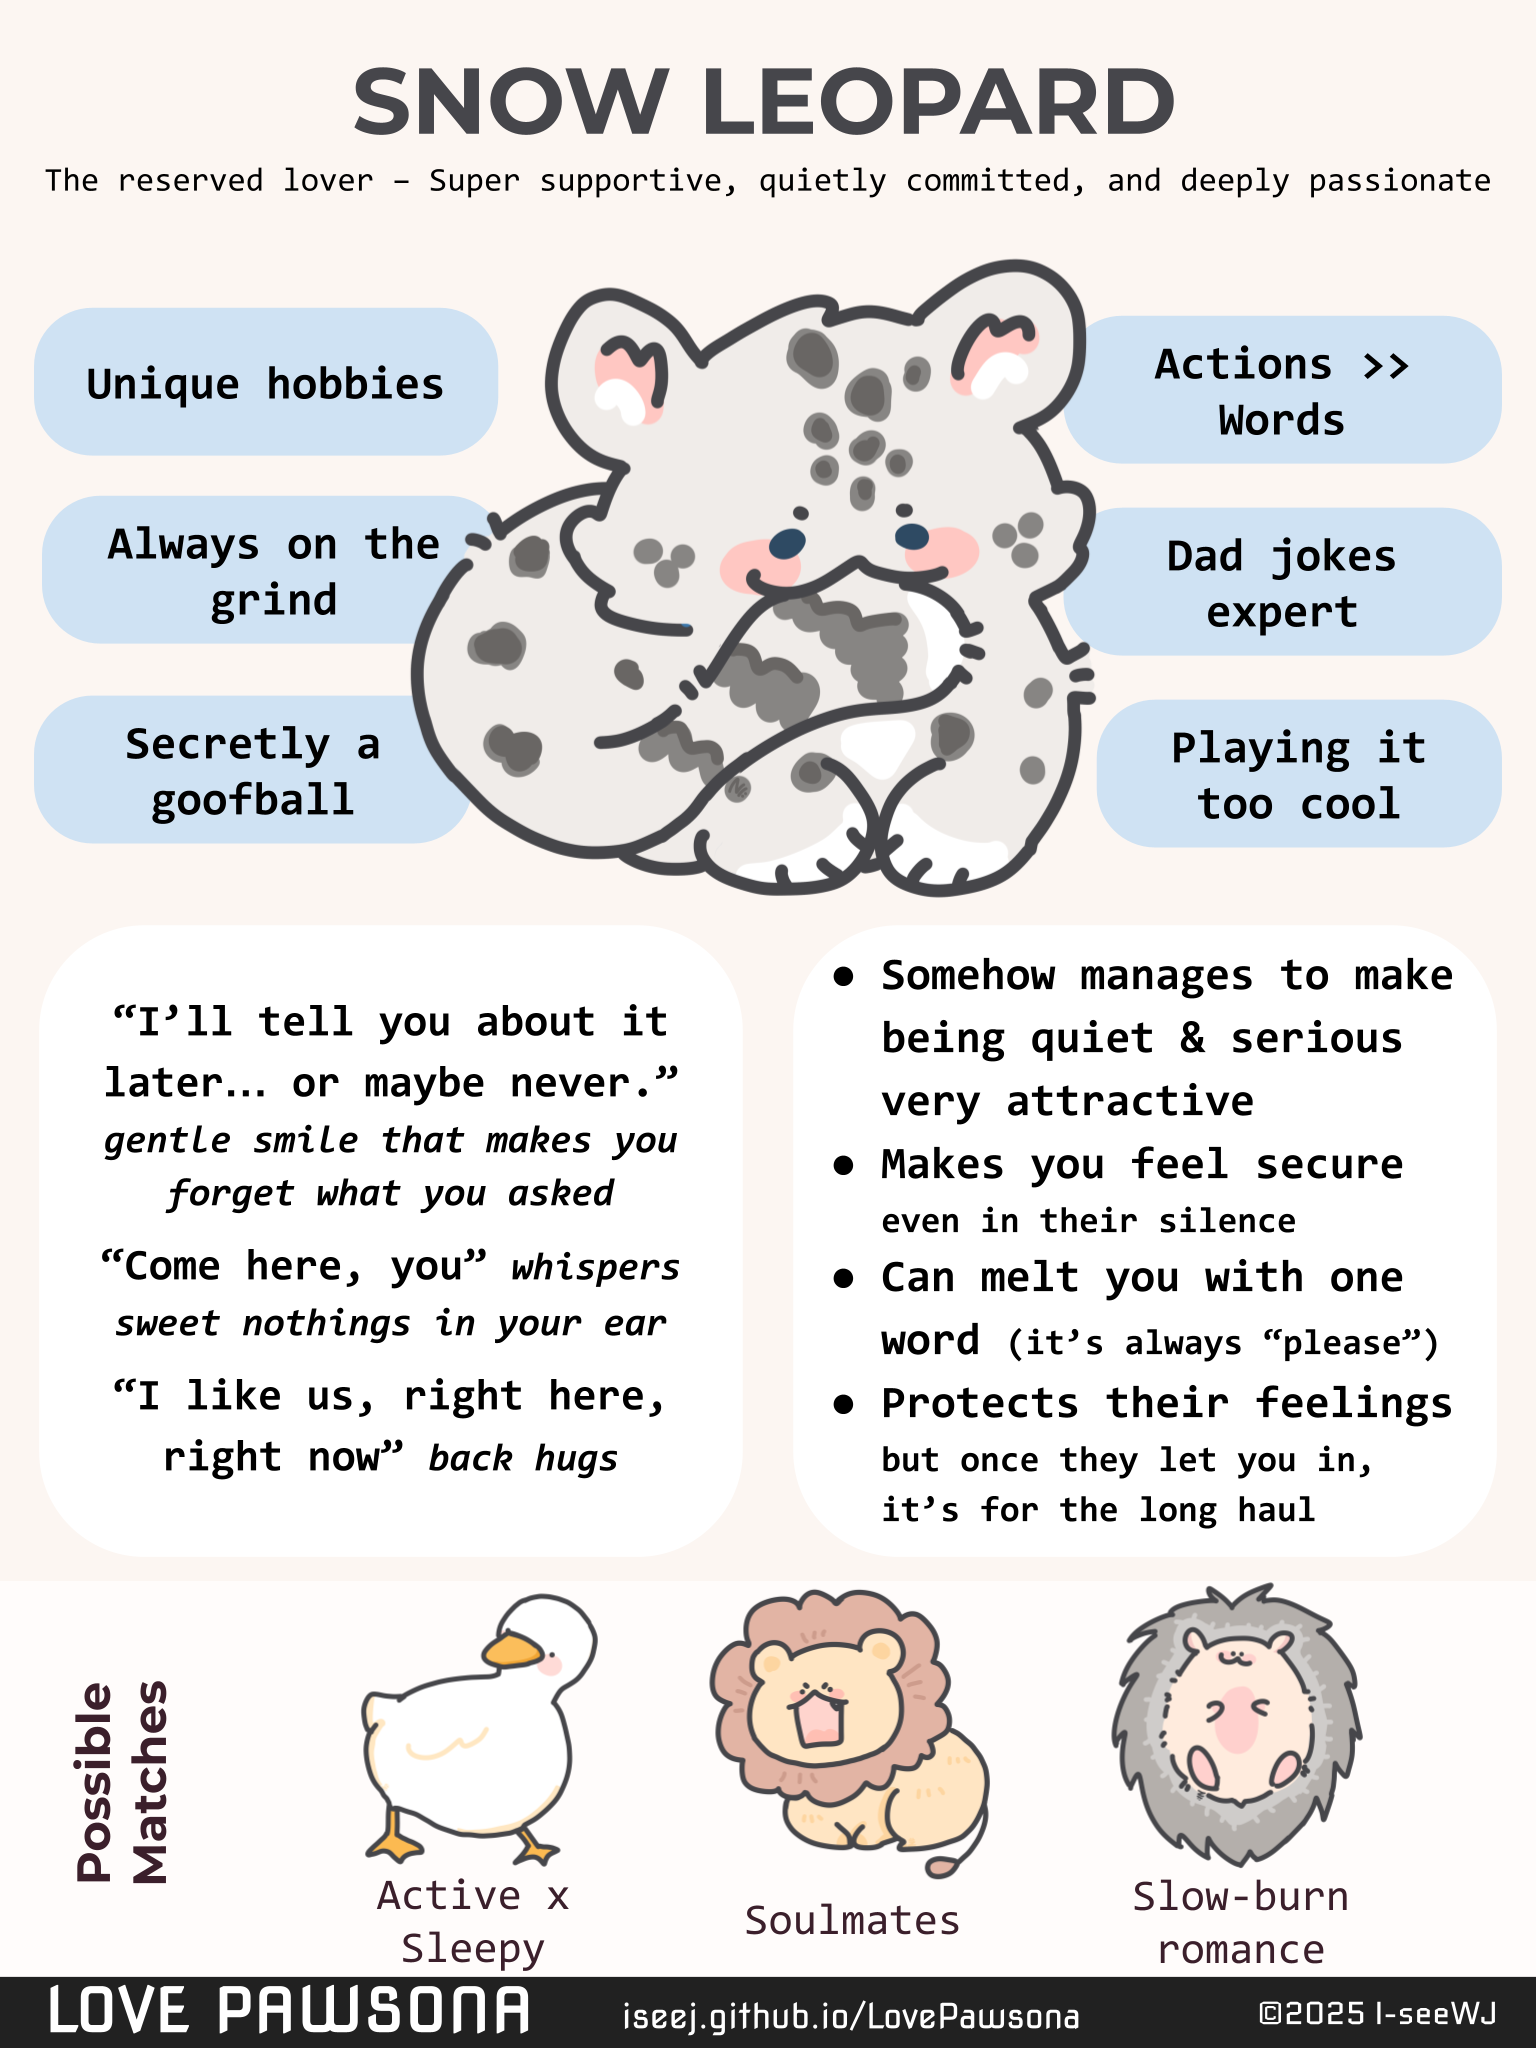 SNOW LEOPARD
The reserved lover – Super supportive, quietly committed, and deeply passionate
Unique hobbies
Always on the
grind
Secretly a
goofball
Actions >>
Words
Dad jokes
expert
Playing it
too cool
“I’ll tell you about it
later… or maybe never.”
gentle smile that makes you
forget what you asked
“Come here, you” whispers
sweet nothings in your ear
“I like us, right here,
right now” back hugs
● Somehow manages to make
being quiet & serious
very attractive
● Makes you feel secure
even in their silence
● Can melt you with one
word (it’s always “please”)
● Protects their feelings
but once they let you in,
it’s for the long haul
Possible
Matches
Active x
Sleepy
Soulmates
Slow-burn
romance
LOVE PAWSONA
iseej.github.io/LovePawsona
©2025 I-seeWJ